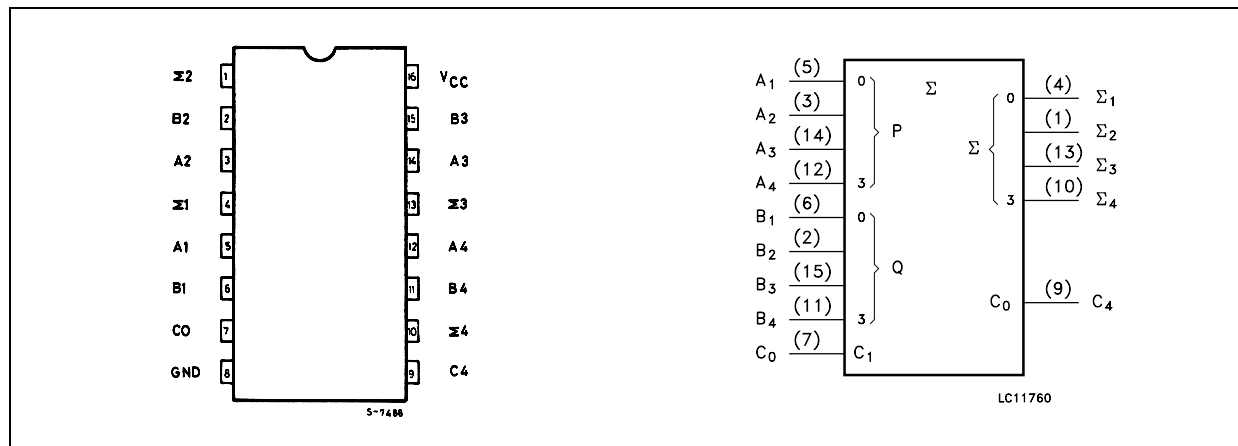 Σ2 1 16 VCC
B2 2 15 B3
A2 3 14 A3
Σ1 4 13 Σ3
A1 5 12 A4
B1 6 11 B4
CO 7 10 Σ4
GND 8 9 C4
S-7486
A1 (5) 0 Σ
A2 (3) P
A3 (14)
A4 (12) 3
B1 (6) 0
B2 (2) Q
B3 (15)
B4 (11) 3
C0 (7) C1
0 (4) Σ1
Σ (1) Σ2
(13) Σ3
3 (10) Σ4
C0 (9) C4
LC11760